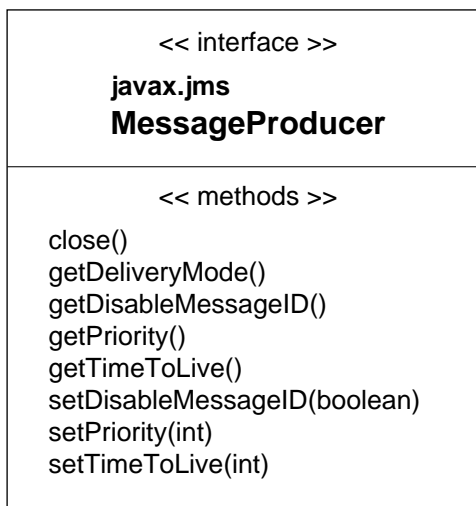 << interface >>
javax.jms
MessageProducer
<< methods >>
close()
getDeliveryMode()
getDisableMessageID()
getPriority()
getTimeToLive()
setDisableMessageID(boolean)
setPriority(int)
setTimeToLive(int)